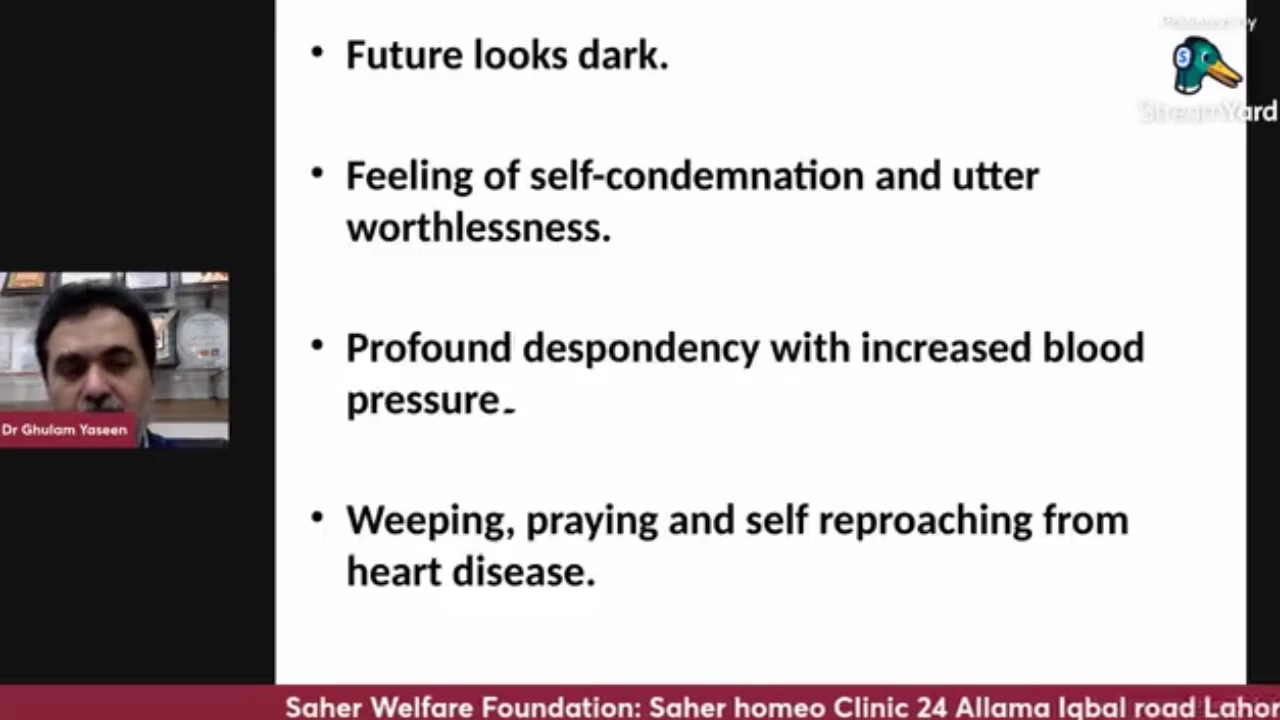 • Future looks dark.
• Feeling of self-condemnation and utter
worthlessness.
• Profound despondency with increased blood
pressure.
• Weeping, praying and self reproaching from
heart disease.
StreamYard
Dr Ghulam Yaseen
Saher Welfare Foundation: Saher homeo Clinic 24 Allama Iqbal road Lahor